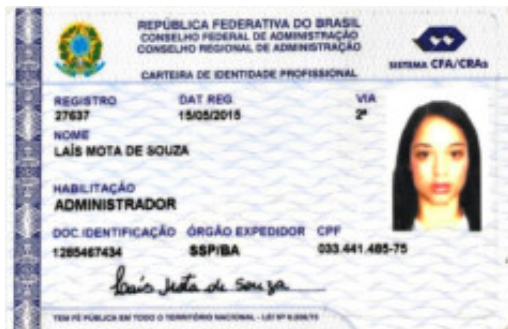 REPÚBLICA FEDERATIVA DO BRASIL
CONSELHO FEDERAL DE ADMINISTRAÇÃO
CONSELHO REGIONAL DE ADMINISTRAÇÃO
SISTEMA CFA/CRAs
CARTEIRA DE IDENTIDADE PROFISSIONAL
REGISTRO DAT REG. VIA
27637 15/05/2015 2ª
NOME
LAÍS MOTA DE SOUZA
HABILITAÇÃO
ADMINISTRADOR
DOC.IDENTIFICAÇÃO ÓRGÃO EXPEDIDOR CPF
1265467434 SSP/BA 033.441.485-75
Laís Mota de Souza
TEM FÉ PÚBLICA EM TODO O TERRITÓRIO NACIONAL - LEI Nº 6.206/75